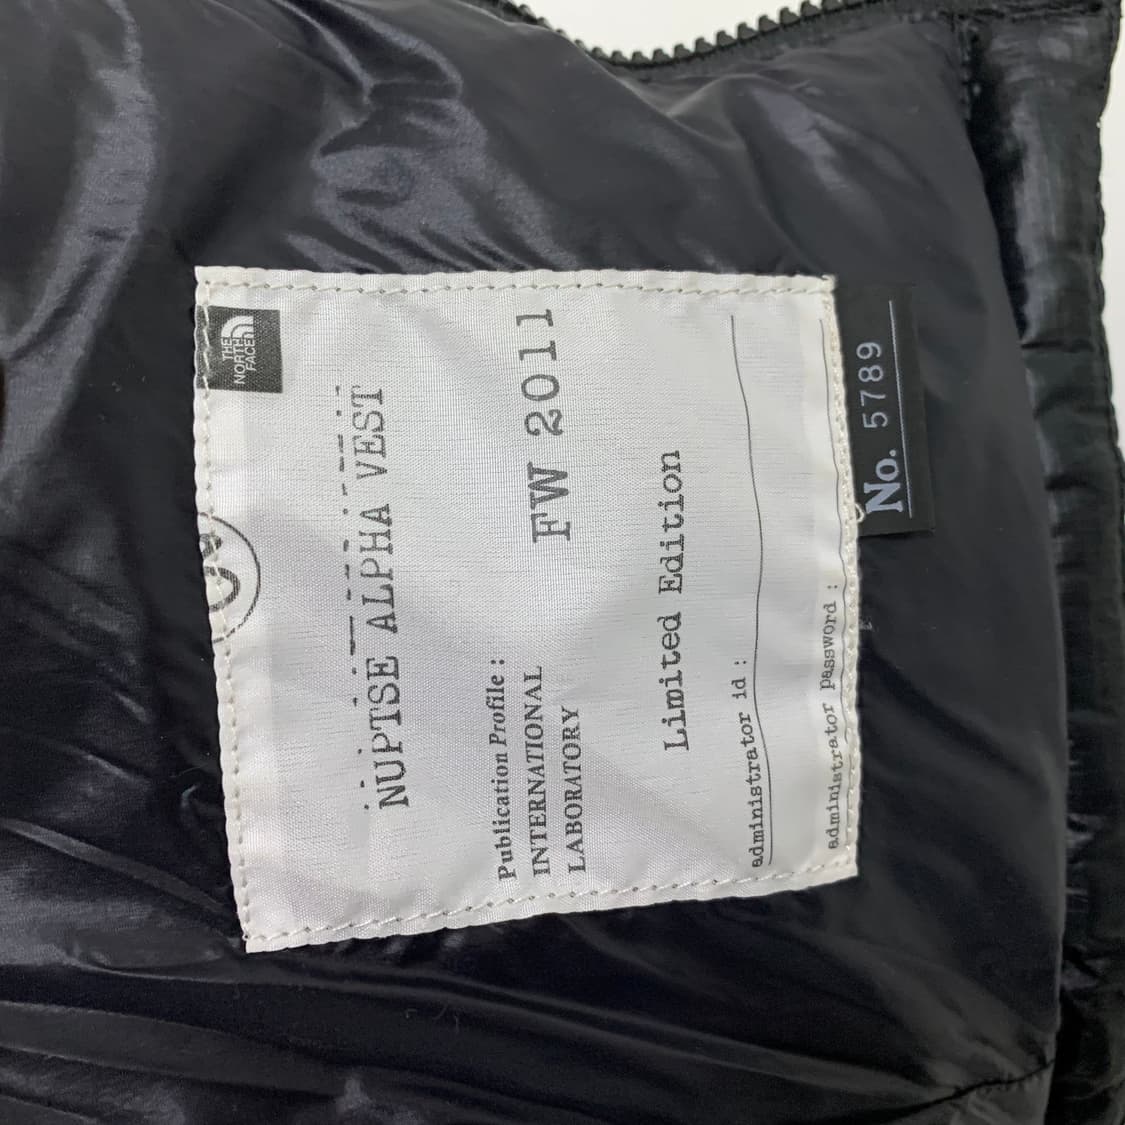 THE
NORTH
FACE
NUPTSE ALPHA VEST
Publication Profile :
INTERNATIONAL
LABORATORY
FW 2011
Limited Edition
administrator id :
administrator password :
No. 5789